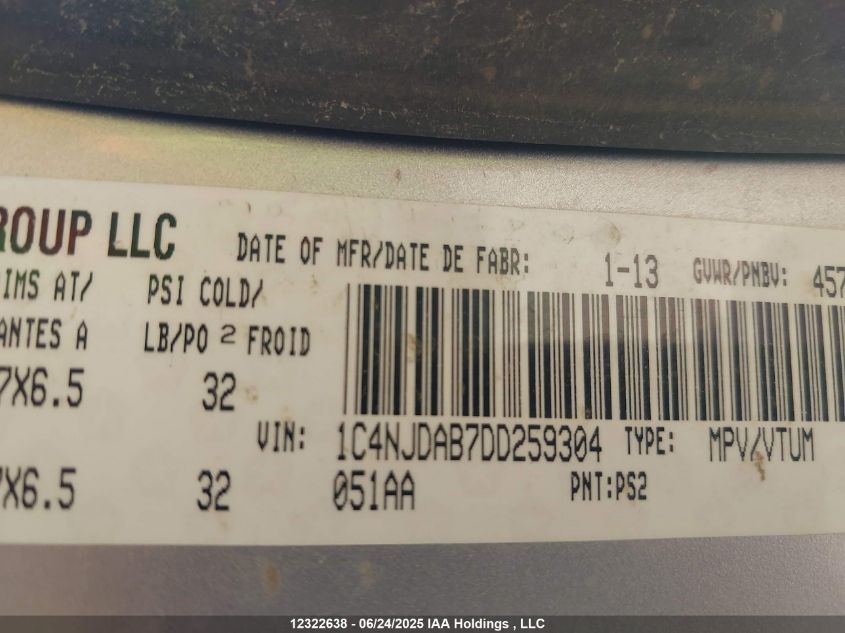 ROUP LLC DATE OF MFR/DATE DE FABR: 1-13 GVWR/PNBV: 457
IMS AT/ PSI COLD/
ANTES A LB/PO 2 FROID
7X6.5 32
VIN: 1C4NJDAB7DD259304 TYPE: MPV/VTUM
7X6.5 32 051AA PNT:PS2
12322638 - 06/24/2025 IAA Holdings , LLC